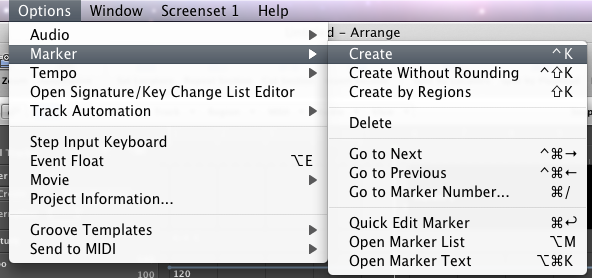 Options Window Screenset 1 Help
d – Arrange
Audio ▶
Marker ▶
Tempo ▶
Open Signature/Key Change List Editor
Track Automation ▶
Step Input Keyboard
Event Float ⌥E
Movie ▶
Project Information...
Groove Templates ▶
Send to MIDI ▶
Create ^K
Create Without Rounding ^⇧K
Create by Regions ⇧K
Delete
Go to Next ^⌘→
Go to Previous ^⌘←
Go to Marker Number... ⌘/
Quick Edit Marker ⌘↩
Open Marker List ⌥M
Open Marker Text ⌥⌘K
100 120